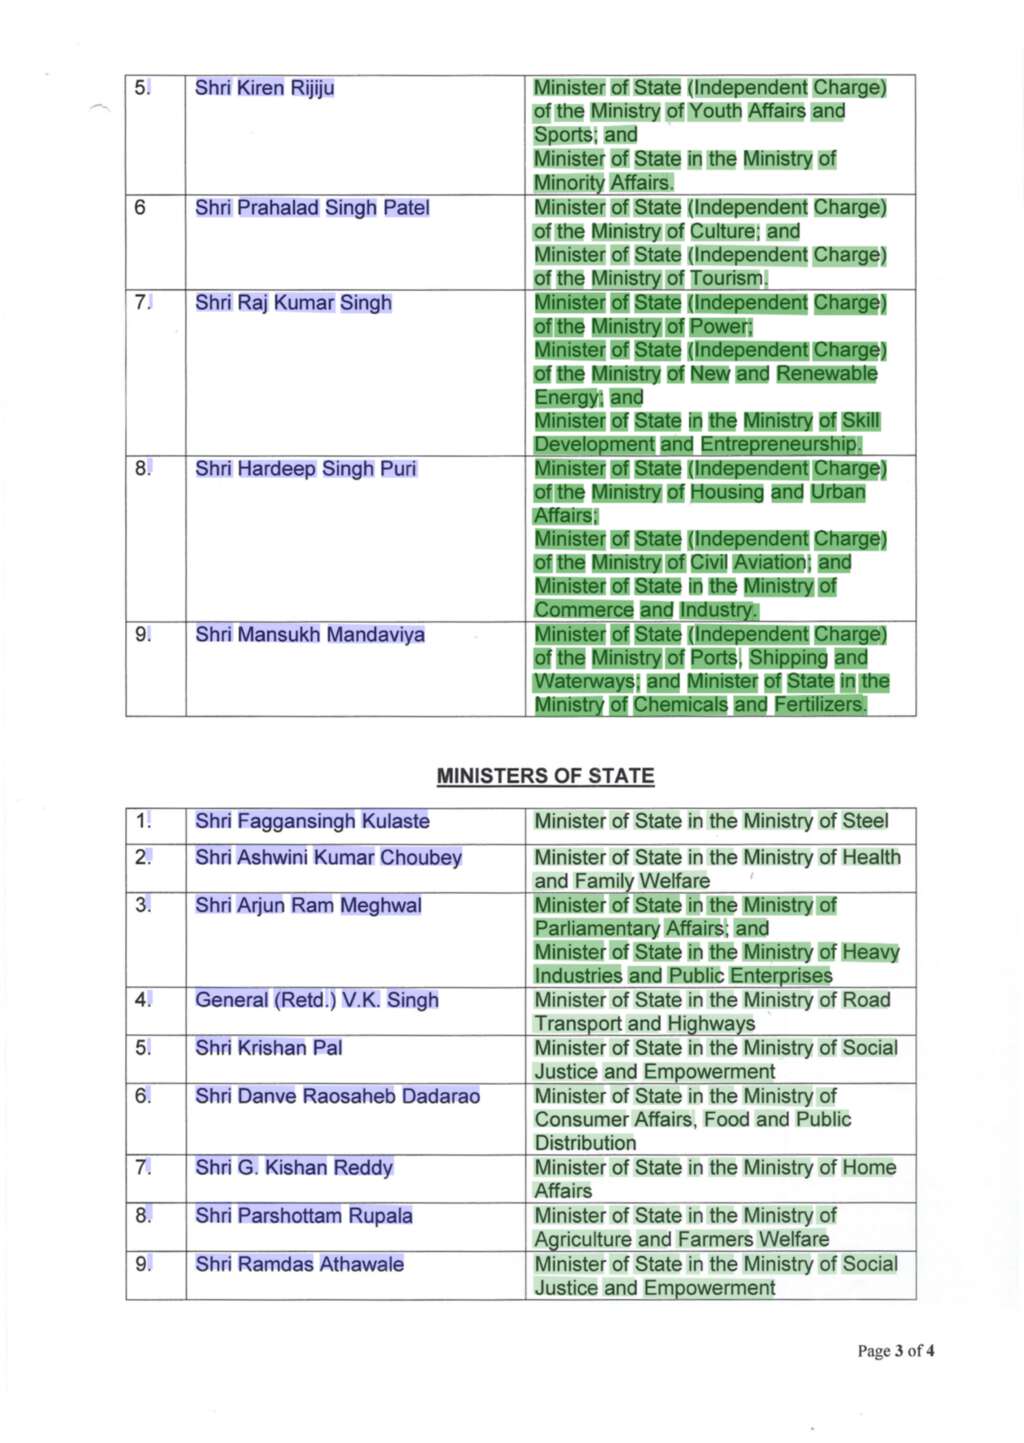 5. Shri Kiren Rijiju Minister of State (Independent Charge)
of the Ministry of Youth Affairs and
Sports; and
Minister of State in the Ministry of
Minority Affairs.
6 Shri Prahalad Singh Patel Minister of State (Independent Charge)
of the Ministry of Culture; and
Minister of State (Independent Charge)
of the Ministry of Tourism.
7. Shri Raj Kumar Singh Minister of State (Independent Charge)
of the Ministry of Power;
Minister of State (Independent Charge)
of the Ministry of New and Renewable
Energy; and
Minister of State in the Ministry of Skill
Development and Entrepreneurship.
8. Shri Hardeep Singh Puri Minister of State (Independent Charge)
of the Ministry of Housing and Urban
Affairs;
Minister of State (Independent Charge)
of the Ministry of Civil Aviation; and
Minister of State in the Ministry of
Commerce and Industry.
9. Shri Mansukh Mandaviya Minister of State (Independent Charge)
of the Ministry of Ports, Shipping and
Waterways; and Minister of State in the
Ministry of Chemicals and Fertilizers.
MINISTERS OF STATE
1. Shri Faggansingh Kulaste Minister of State in the Ministry of Steel
2. Shri Ashwini Kumar Choubey Minister of State in the Ministry of Health
and Family Welfare
3. Shri Arjun Ram Meghwal Minister of State in the Ministry of
Parliamentary Affairs; and
Minister of State in the Ministry of Heavy
Industries and Public Enterprises
4. General (Retd.) V.K. Singh Minister of State in the Ministry of Road
Transport and Highways
5. Shri Krishan Pal Minister of State in the Ministry of Social
Justice and Empowerment
6. Shri Danve Raosaheb Dadarao Minister of State in the Ministry of
Consumer Affairs, Food and Public
Distribution
7. Shri G. Kishan Reddy Minister of State in the Ministry of Home
Affairs
8. Shri Parshottam Rupala Minister of State in the Ministry of
Agriculture and Farmers Welfare
9. Shri Ramdas Athawale Minister of State in the Ministry of Social
Justice and Empowerment
Page 3 of 4